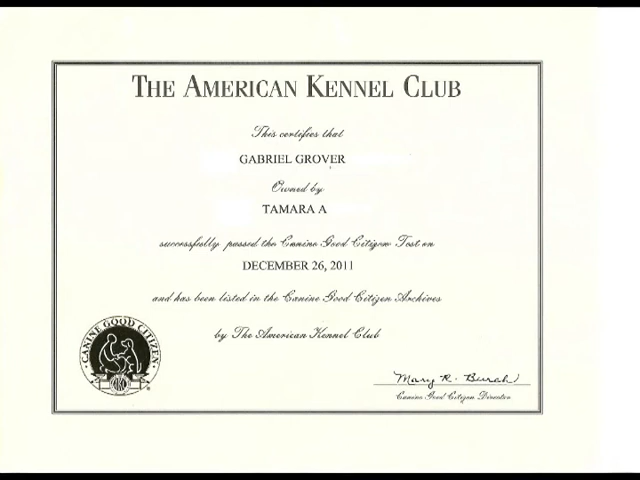 THE AMERICAN KENNEL CLUB
This certifies that
GABRIEL GROVER
Owned by
TAMARA A
successfully passed the Canine Good Citizen Test on
DECEMBER 26, 2011
and has been listed in the Canine Good Citizen Archives
by The American Kennel Club
CANINE GOOD CITIZEN
AKC
Mary R. Burch
Canine Good Citizen Director